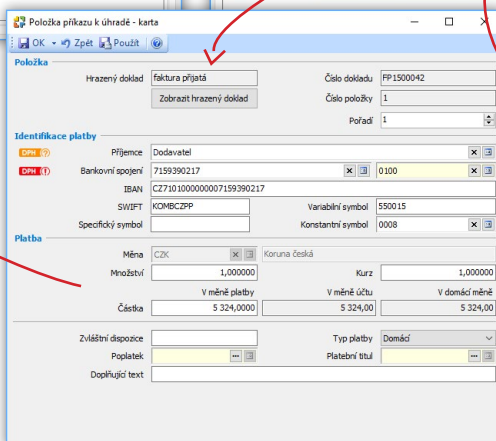 Položka příkazu k úhradě - karta
OK Zpět Použít
Položka
Hrazený doklad faktura přijatá Číslo dokladu FP1500042
Zobrazit hrazený doklad Číslo položky 1
Pořadí 1
Identifikace platby
DPH (?) Příjemce Dodavatel
DPH (!) Bankovní spojení 7159390217 0100
IBAN CZ7101000000007159390217
SWIFT KOMBCZPP Variabilní symbol 550015
Specifický symbol Konstantní symbol 0008
Platba
Měna CZK Koruna česká
Množství 1,000000 Kurz 1,000000
V měně platby V měně účtu V domácí měně
Částka 5 324,0000 5 324,00 5 324,00
Zvláštní dispozice Typ platby Domácí
Poplatek Platební titul
Doplňující text